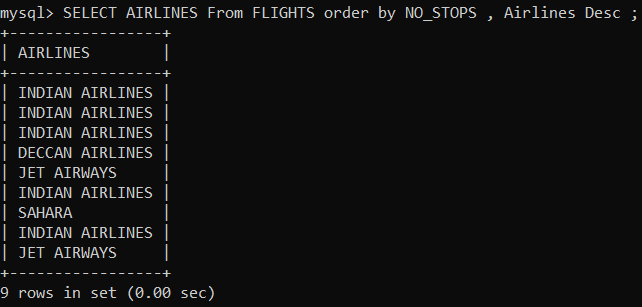 mysql> SELECT AIRLINES From FLIGHTS order by NO_STOPS , Airlines Desc ;
+-----------------+
| AIRLINES        |
+-----------------+
| INDIAN AIRLINES |
| INDIAN AIRLINES |
| INDIAN AIRLINES |
| DECCAN AIRLINES |
| JET AIRWAYS     |
| INDIAN AIRLINES |
| SAHARA          |
| INDIAN AIRLINES |
| JET AIRWAYS     |
+-----------------+
9 rows in set (0.00 sec)